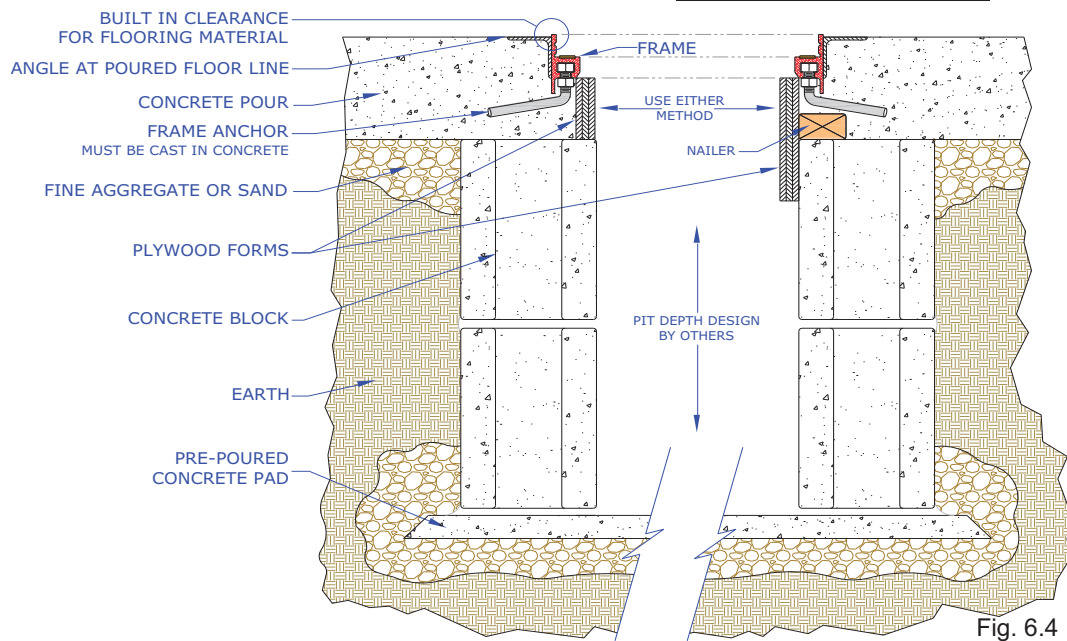 BUILT IN CLEARANCE
FOR FLOORING MATERIAL
ANGLE AT POURED FLOOR LINE
CONCRETE POUR
FRAME ANCHOR
MUST BE CAST IN CONCRETE
FINE AGGREGATE OR SAND
PLYWOOD FORMS
CONCRETE BLOCK
EARTH
PRE-POURED
CONCRETE PAD
FRAME
USE EITHER
METHOD
NAILER
PIT DEPTH DESIGN
BY OTHERS
Fig. 6.4